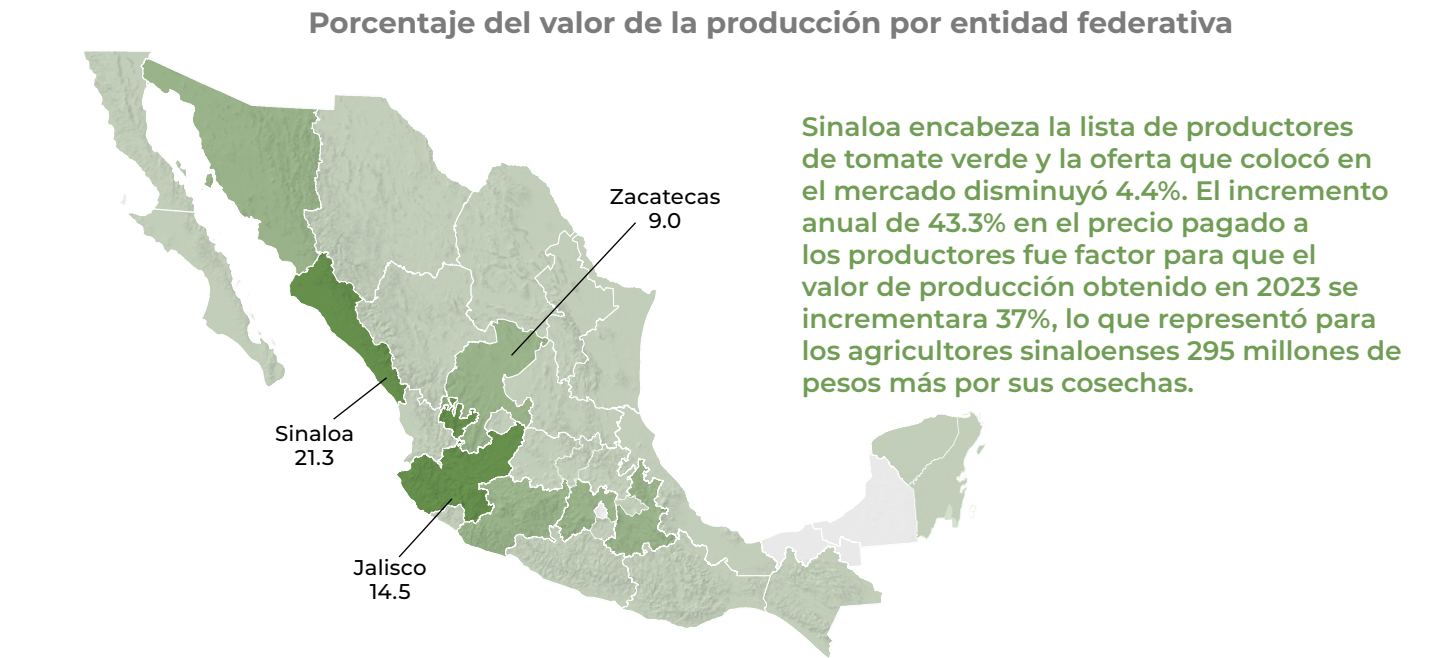 Porcentaje del valor de la producción por entidad federativa
Sinaloa encabeza la lista de productores
de tomate verde y la oferta que colocó en
el mercado disminuyó 4.4%. El incremento
anual de 43.3% en el precio pagado a
los productores fue factor para que el
valor de producción obtenido en 2023 se
incrementara 37%, lo que representó para
los agricultores sinaloenses 295 millones de
pesos más por sus cosechas.
Zacatecas
9.0
Sinaloa
21.3
Jalisco
14.5